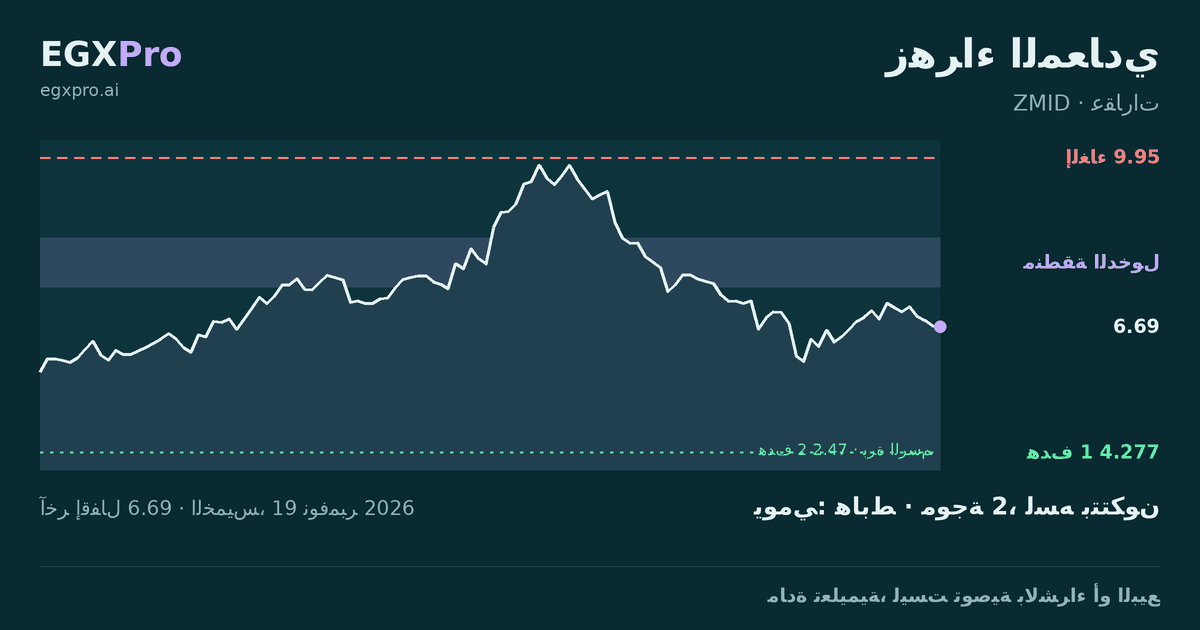 EGXPro
egxpro.ai
زهراء المعادي
ZMID · عقارات
إلغاء 9.95
منطقة الدخول
6.69
هدف 2 2.47 · برة الرسم
هدف 1 4.277
يومي: هابط · موجة 2، لسه بتتكون
آخر إقفال 6.69 · الخميس، 19 نوفمبر 2026
مادة تعليمية، ليست توصية بالشراء أو البيع